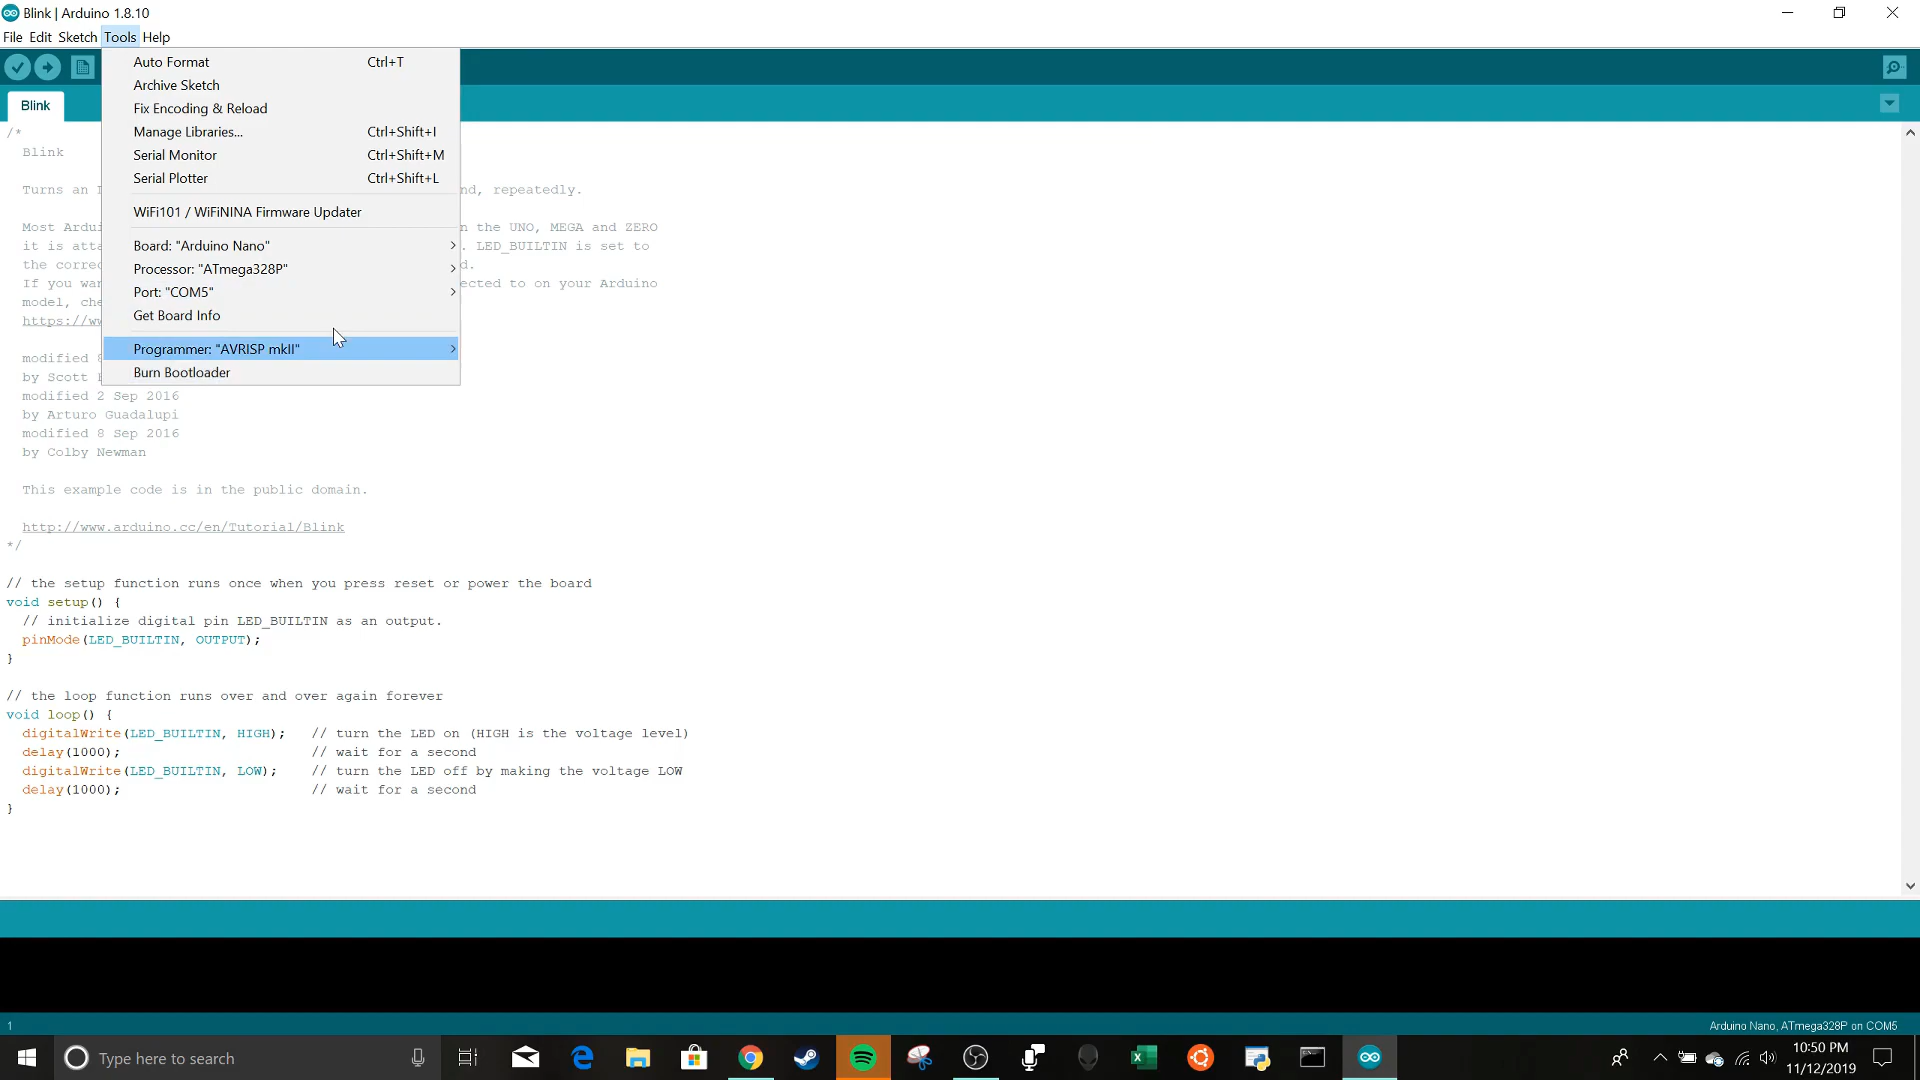 Blink | Arduino 1.8.10
File Edit Sketch Tools Help
Auto Format Ctrl+T
Archive Sketch
Fix Encoding & Reload
Manage Libraries... Ctrl+Shift+I
Serial Monitor Ctrl+Shift+M
Serial Plotter Ctrl+Shift+L
WiFi101 / WiFiNINA Firmware Updater
Board: "Arduino Nano"
Processor: "ATmega328P"
Port: "COM5"
Get Board Info
Programmer: "AVRISP mkII"
Burn Bootloader
Blink
/*
Blink
Turns an nd, repeatedly.
Most Ardui n the UNO, MEGA and ZERO
it is atta . LED_BUILTIN is set to
the correc d.
If you wan ected to on your Arduino
model, che
https://ww
modified 8
by Scott
modified 2 Sep 2016
by Arturo Guadalupi
modified 8 Sep 2016
by Colby Newman
This example code is in the public domain.
http://www.arduino.cc/en/Tutorial/Blink
*/
// the setup function runs once when you press reset or power the board
void setup() {
// initialize digital pin LED_BUILTIN as an output.
pinMode(LED_BUILTIN, OUTPUT);
}
// the loop function runs over and over again forever
void loop() {
digitalWrite(LED_BUILTIN, HIGH); // turn the LED on (HIGH is the voltage level)
delay(1000); // wait for a second
digitalWrite(LED_BUILTIN, LOW); // turn the LED off by making the voltage LOW
delay(1000); // wait for a second
}
1 Arduino Nano, ATmega328P on COM5
Type here to search
10:50 PM
11/12/2019